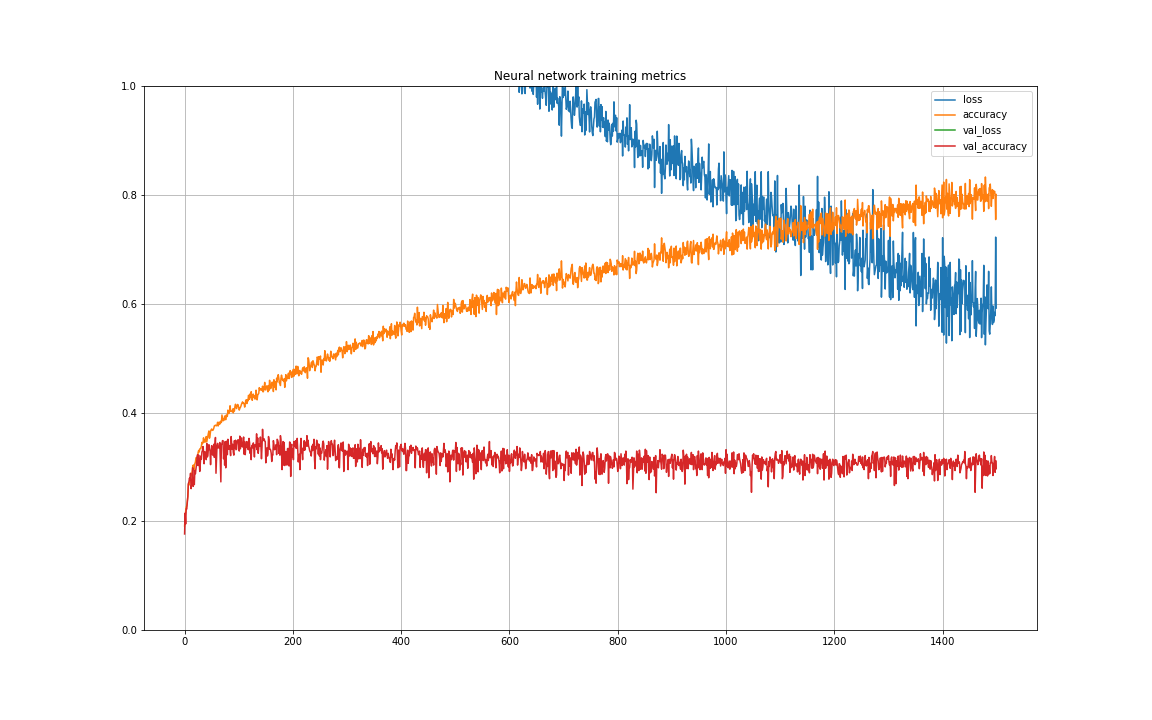 Neural network training metrics
loss
accuracy
val_loss
val_accuracy
1.0
0.8
0.6
0.4
0.2
0.0
0 200 400 600 800 1000 1200 1400